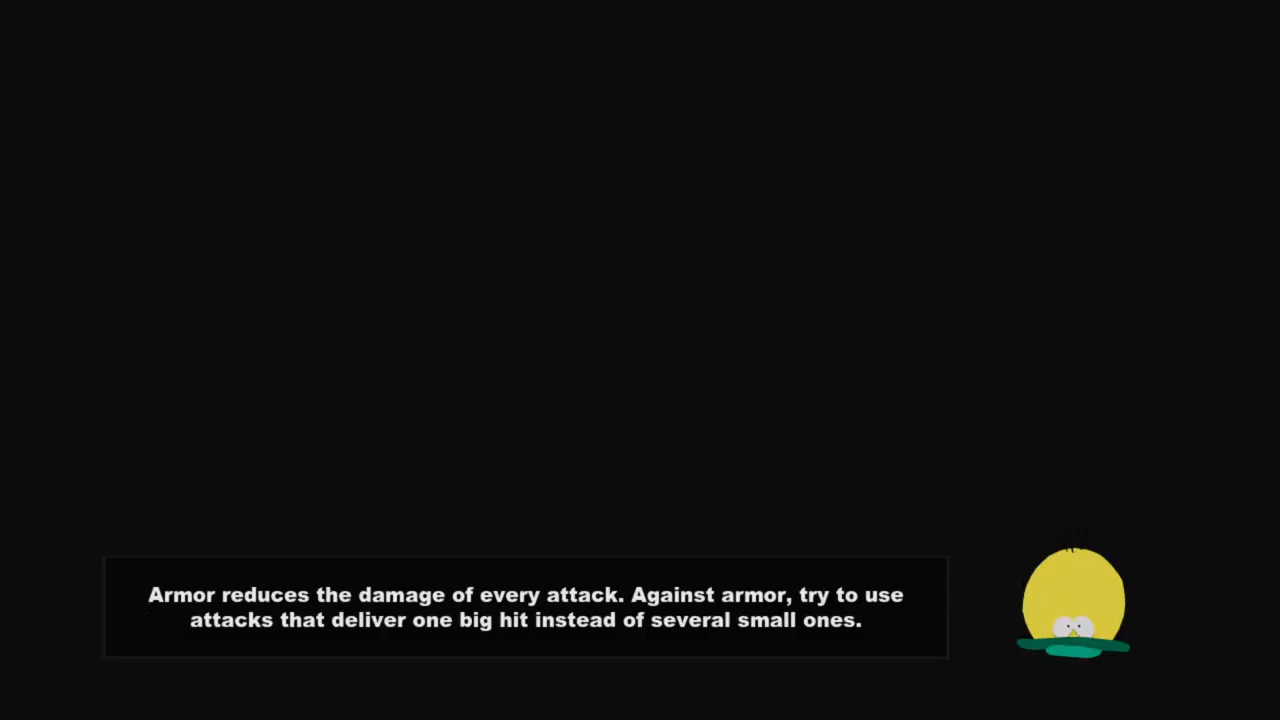 Armor reduces the damage of every attack. Against armor, try to use
attacks that deliver one big hit instead of several small ones.